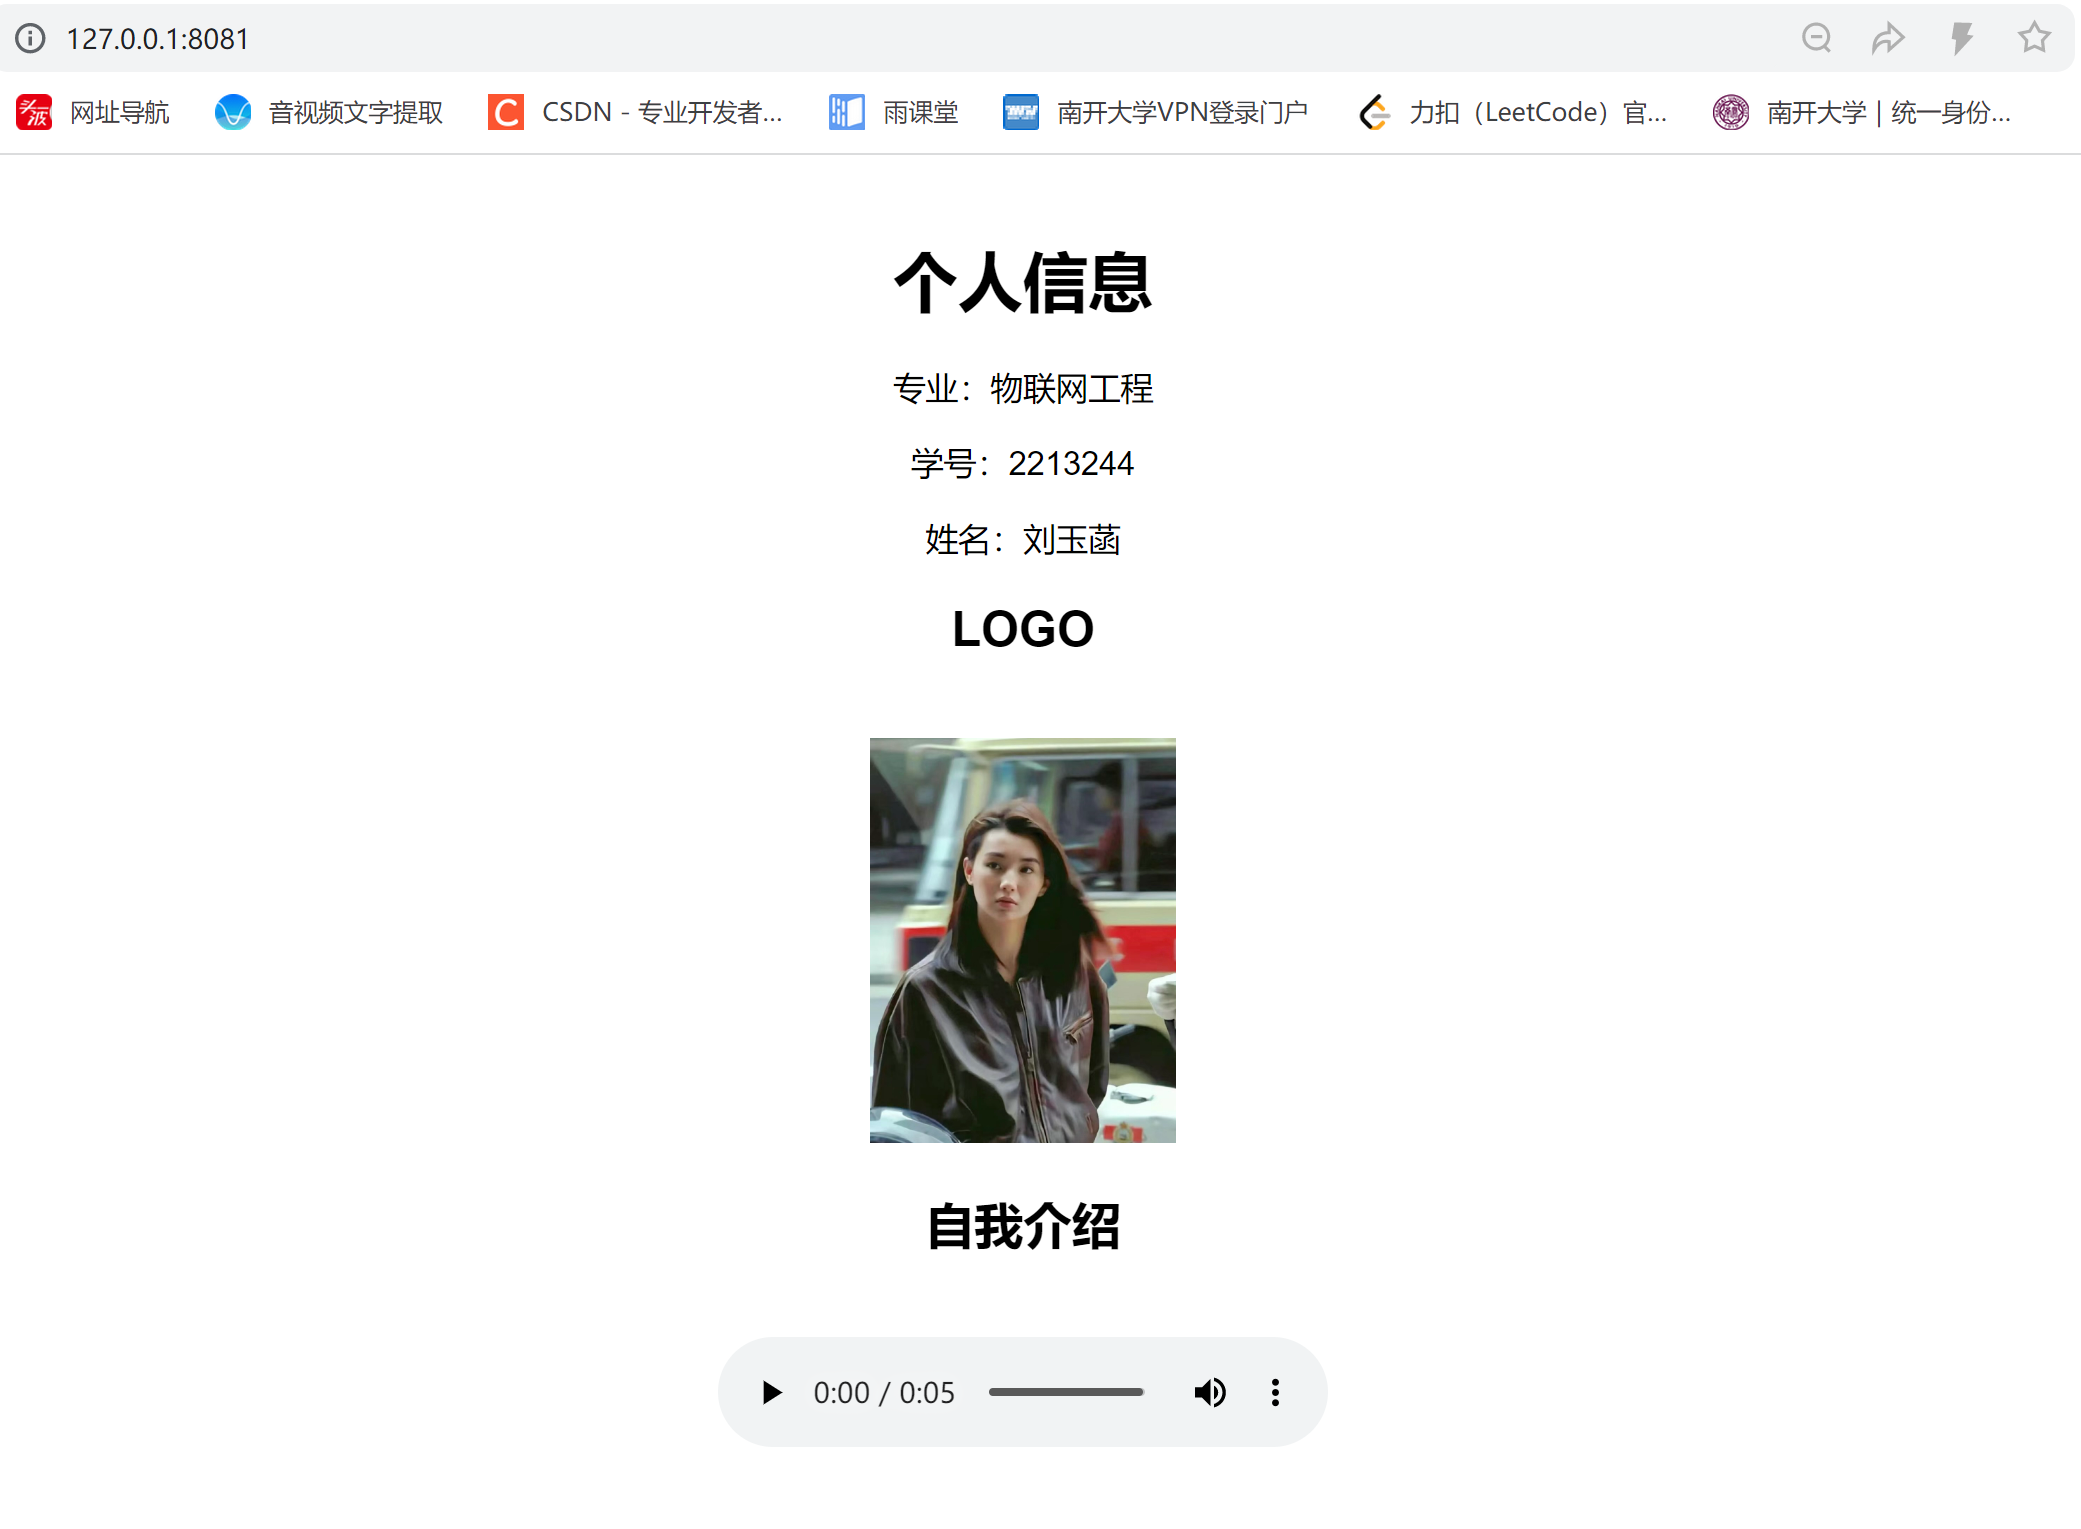 127.0.0.1:8081
网址导航 音视频文字提取 CSDN - 专业开发者... 雨课堂 南开大学VPN登录门户 力扣（LeetCode）官... 南开大学 | 统一身份...
个人信息
专业：物联网工程
学号：2213244
姓名：刘玉菡
LOGO
自我介绍
0:00 / 0:05